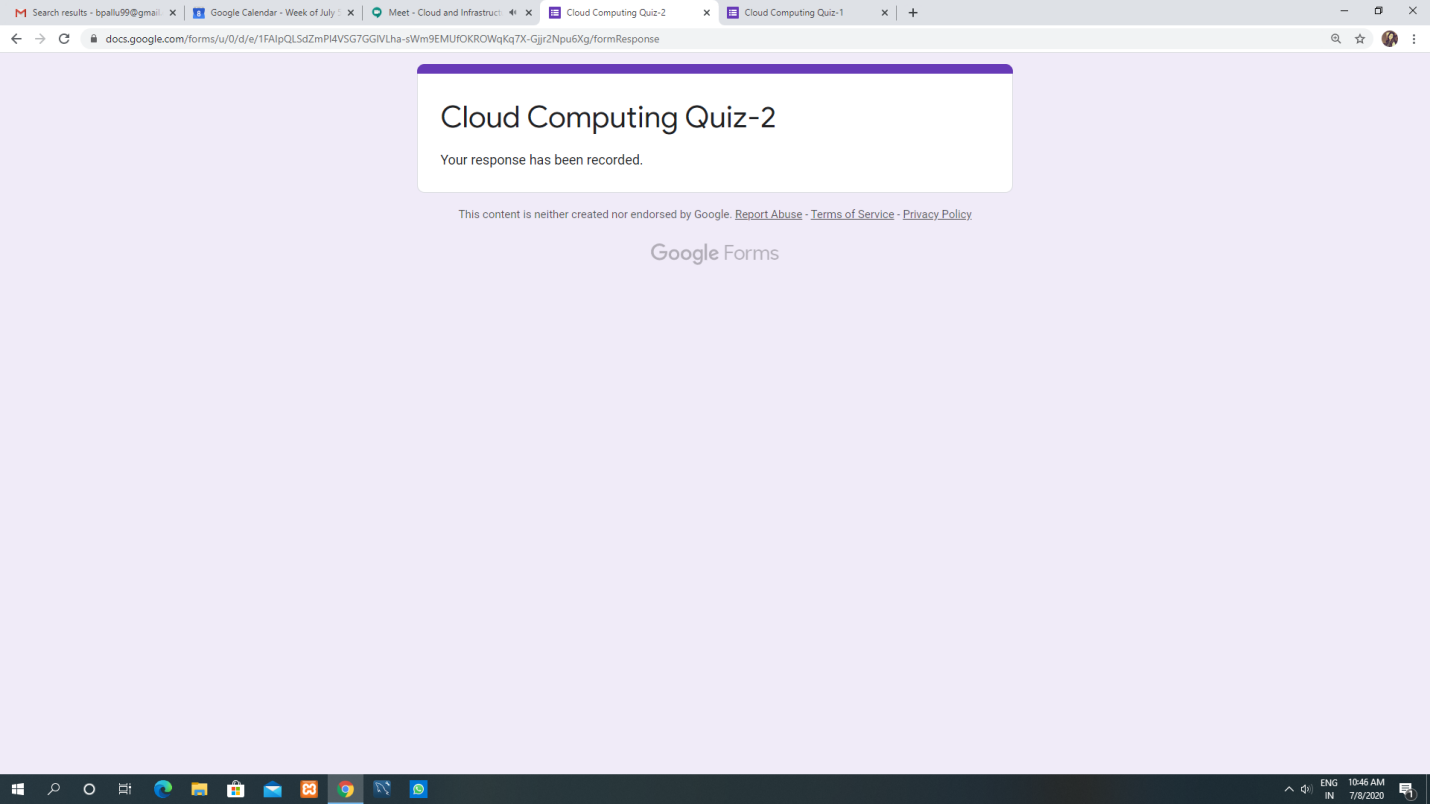 Search results - bpallu99@gmail.
Google Calendar - Week of July 5
Meet - Cloud and Infrastruct
Cloud Computing Quiz-2
Cloud Computing Quiz-1
docs.google.com/forms/u/0/d/e/1FAIpQLSdZmPl4VSG7GGlVLha-sWm9EMUfOKROWqKq7X-Gjjr2Npu6Xg/formResponse
Cloud Computing Quiz-2
Your response has been recorded.
This content is neither created nor endorsed by Google. Report Abuse - Terms of Service - Privacy Policy
Google Forms
ENG
IN
10:46 AM
7/8/2020
1